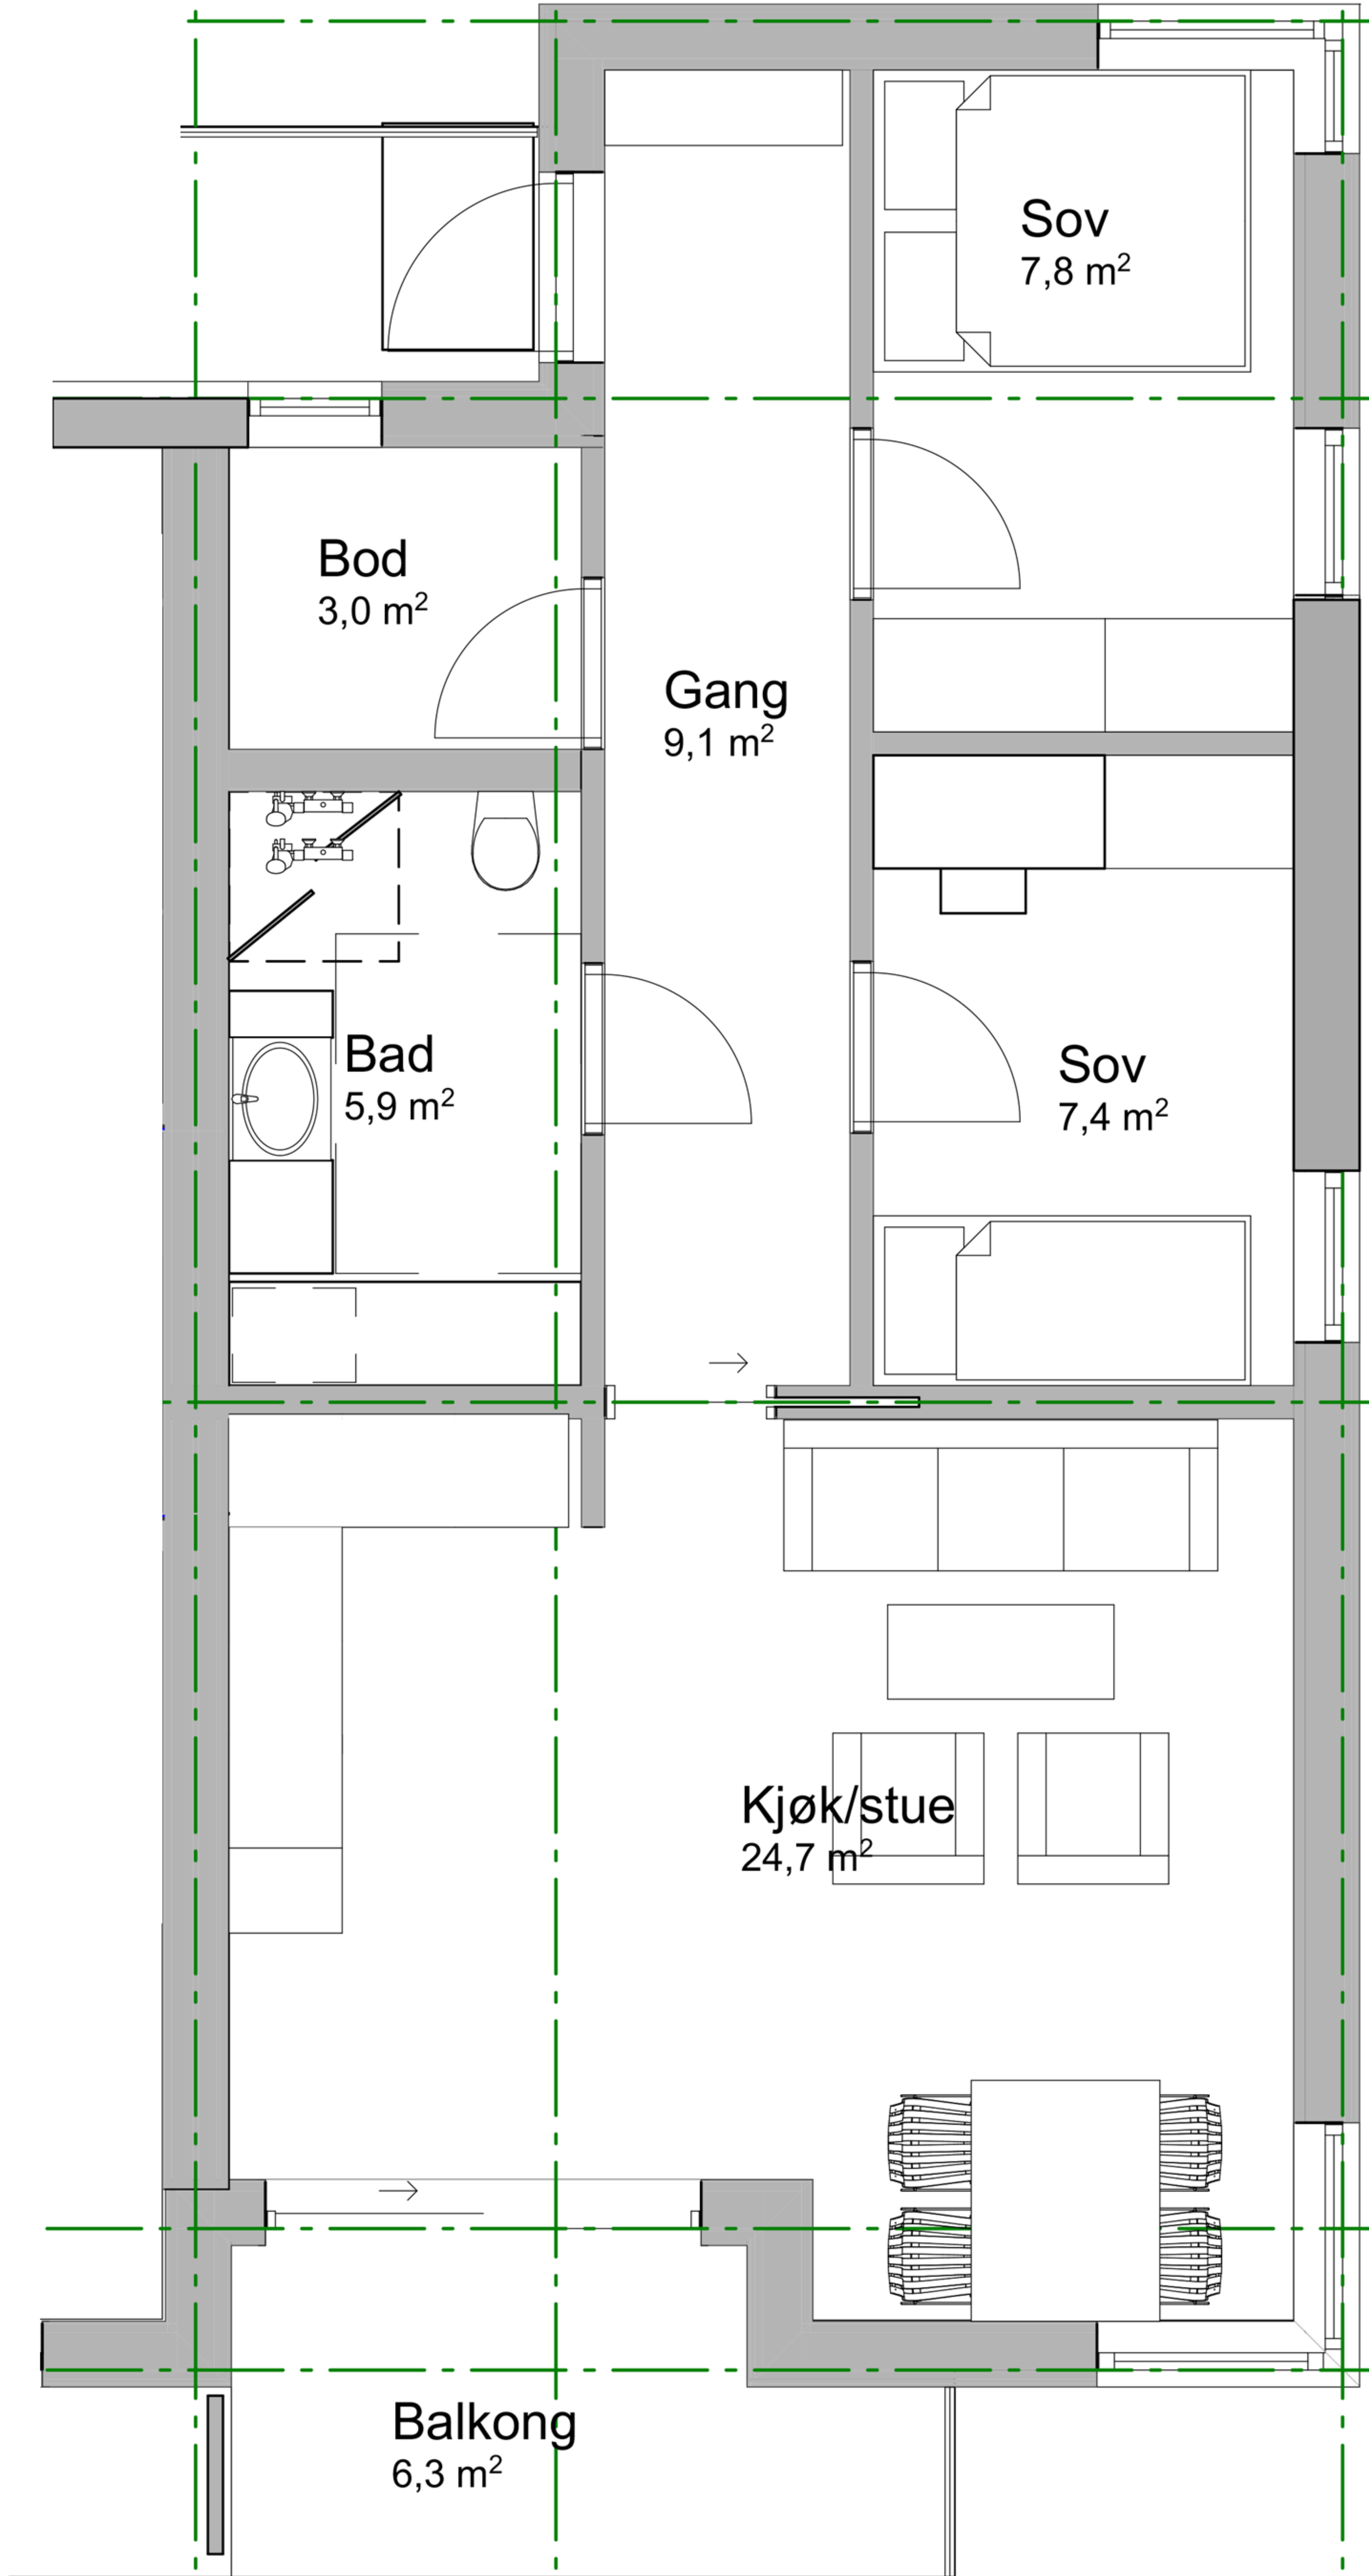 Sov
7,8 m²
Bod
3,0 m²
Gang
9,1 m²
Bad
5,9 m²
Sov
7,4 m²
Kjøk/stue
24,7 m²
Balkong
6,3 m²